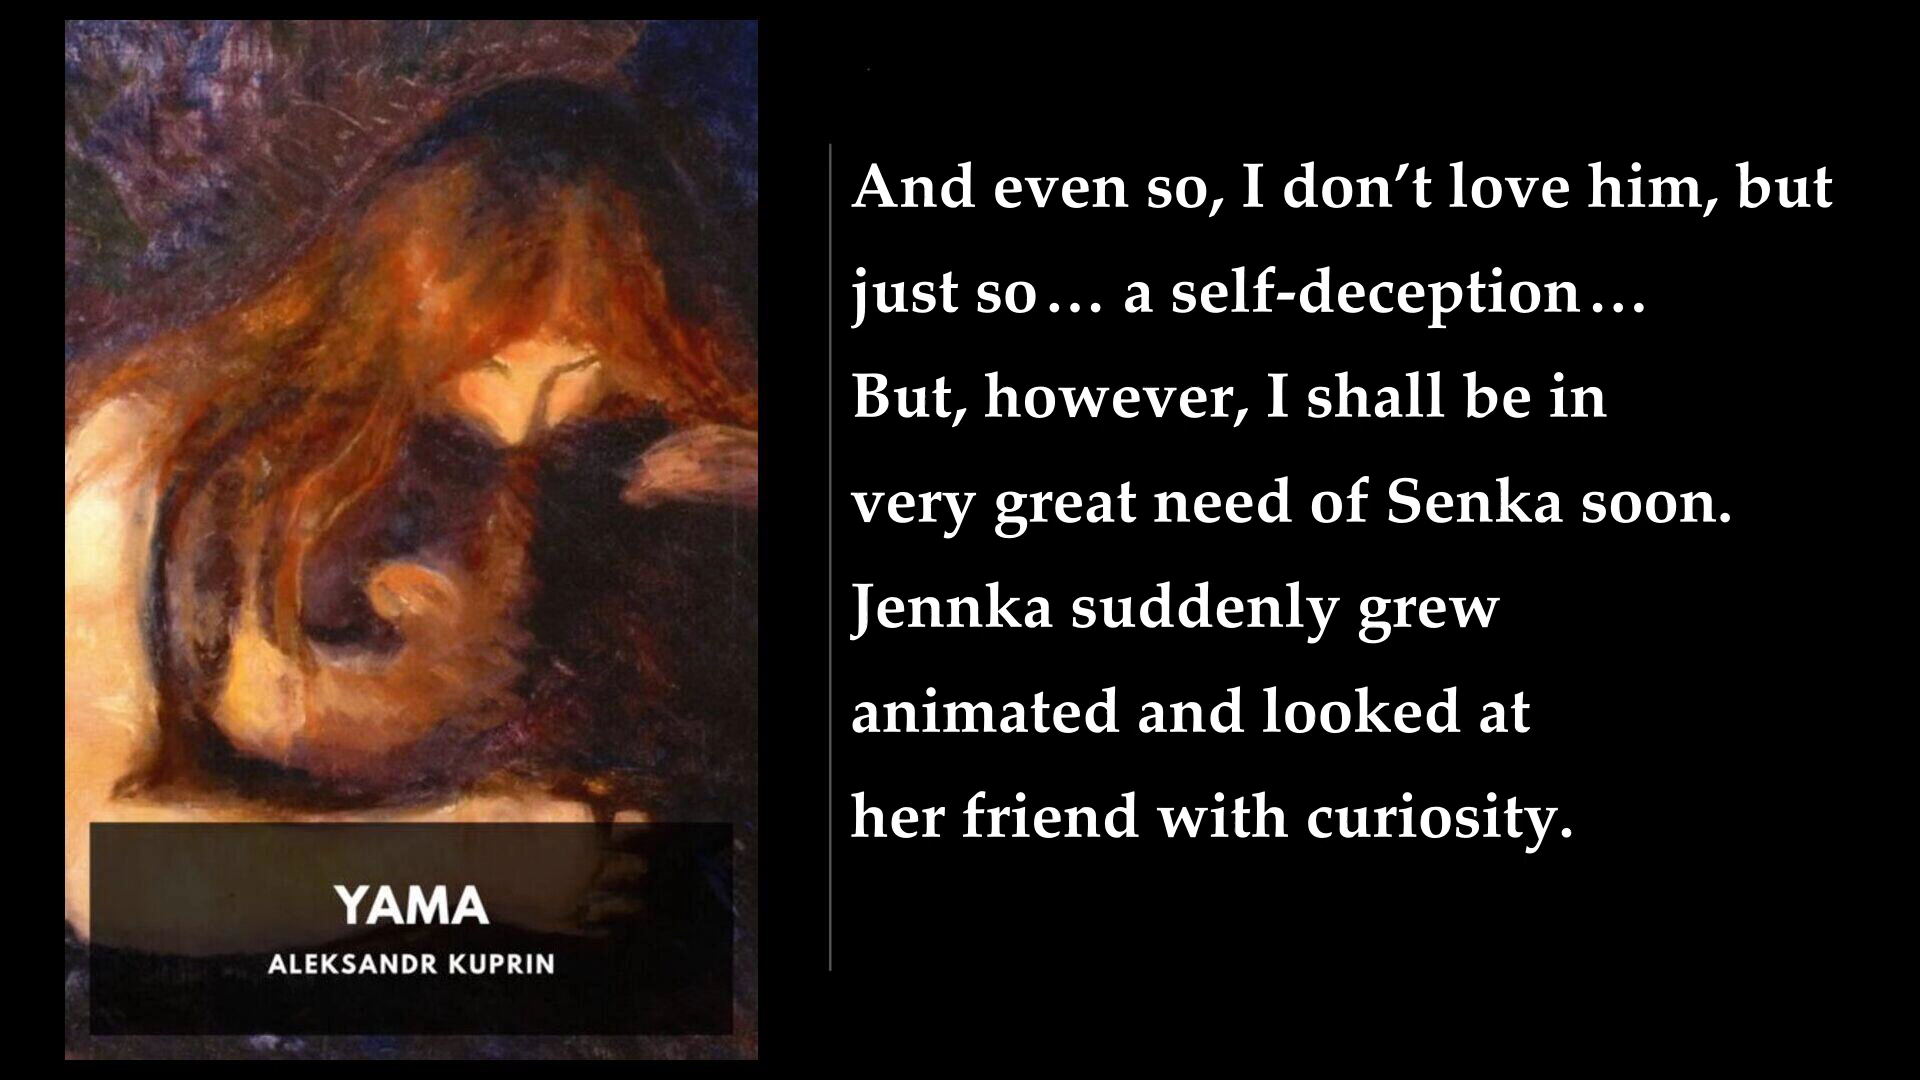 And even so, I don’t love him, but
just so… a self-deception…
But, however, I shall be in
very great need of Senka soon.
Jennka suddenly grew
animated and looked at
her friend with curiosity.
YAMA
ALEKSANDR KUPRIN